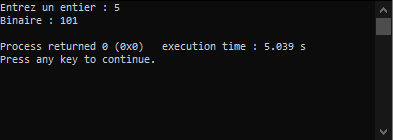 Entrez un entier : 5
Binaire : 101
Process returned 0 (0x0)   execution time : 5.039 s
Press any key to continue.